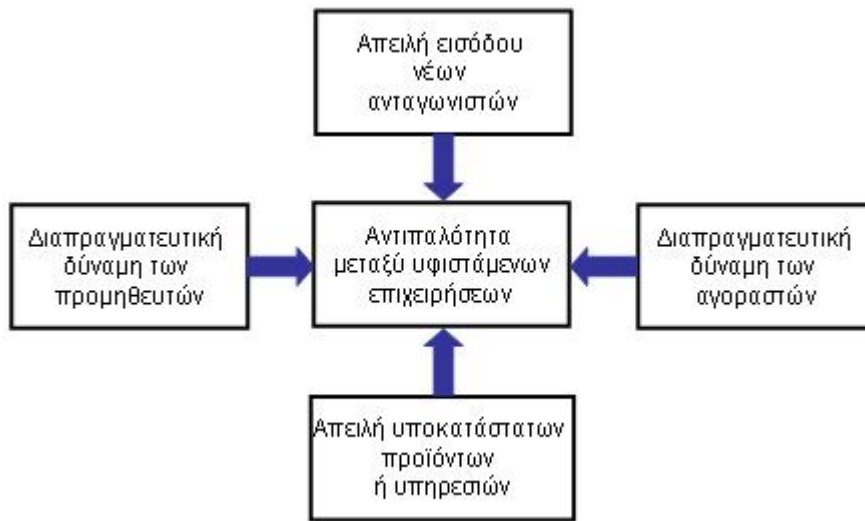 Απειλή εισόδου
νέων
ανταγωνιστών
Διαπραγματευτική
δύναμη των
προμηθευτών
Αντιπαλότητα
μεταξύ υφιστάμενων
επιχειρήσεων
Διαπραγματευτική
δύναμη των
αγοραστών
Απειλή υποκατάστατων
προϊόντων
ή υπηρεσιών